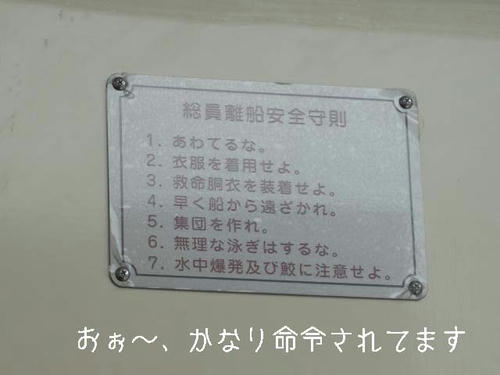 総員離船安全守則
1. あわてるな。
2. 衣服を着用せよ。
3. 救命胴衣を装着せよ。
4. 早く船から遠ざかれ。
5. 集団を作れ。
6. 無理な泳ぎはするな。
7. 水中爆発及び鮫に注意せよ。
おぉ～、かなり命令されてます